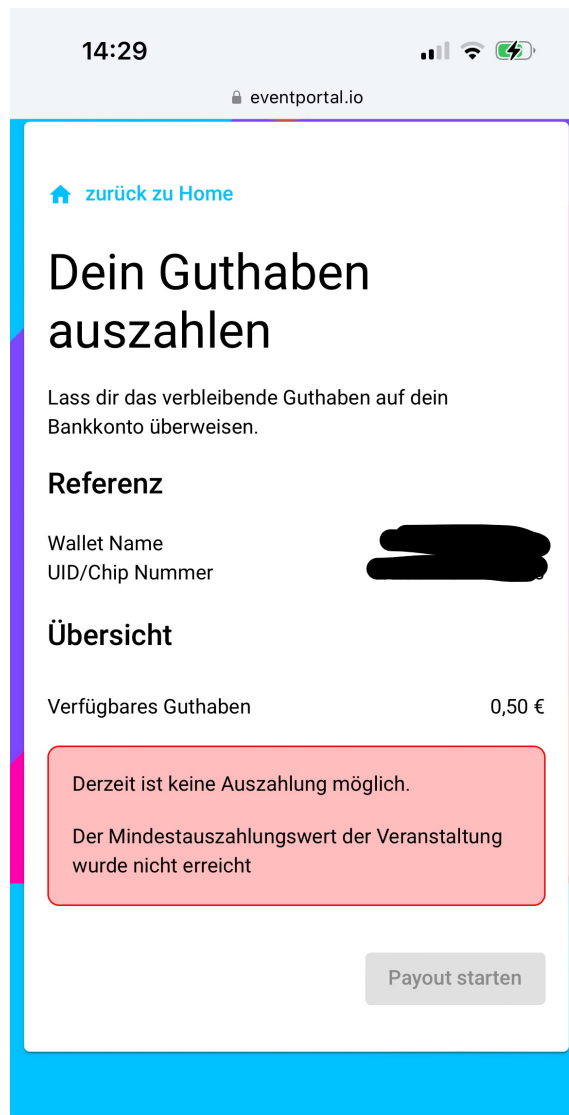 14:29
eventportal.io
zurück zu Home
Dein Guthaben
auszahlen
Lass dir das verbleibende Guthaben auf dein
Bankkonto überweisen.
Referenz
Wallet Name
UID/Chip Nummer
Übersicht
Verfügbares Guthaben 0,50 €
Derzeit ist keine Auszahlung möglich.
Der Mindestauszahlungswert der Veranstaltung
wurde nicht erreicht
Payout starten